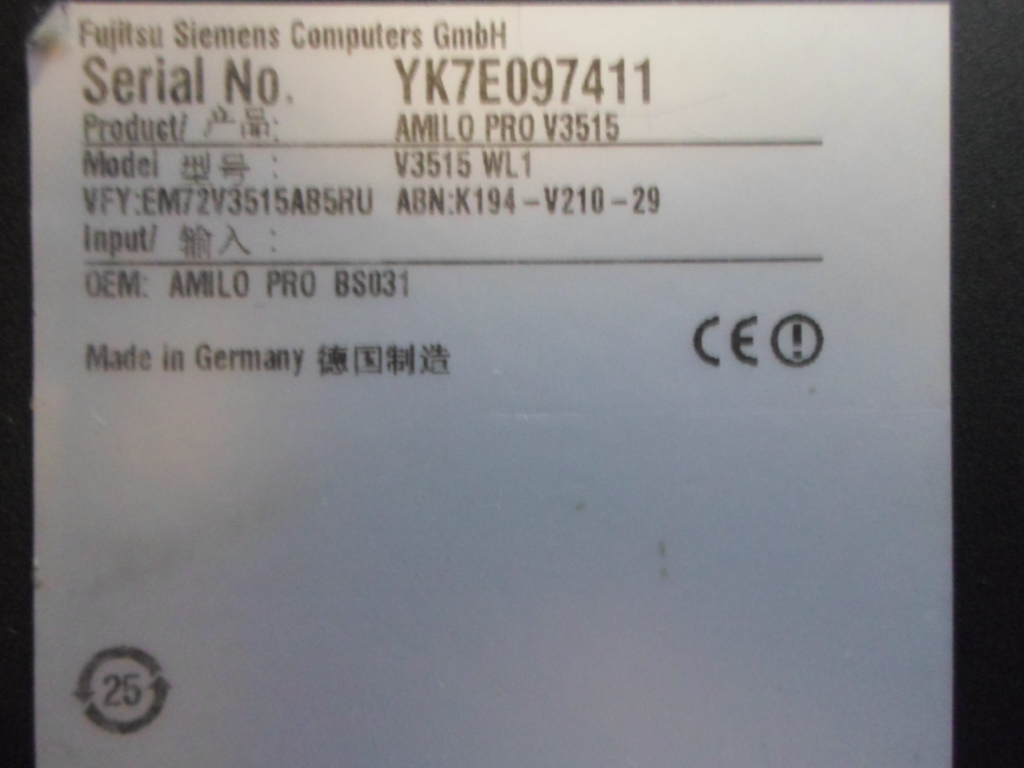 Fujitsu Siemens Computers GmbH
Serial No. YK7E097411
Product/ 产品: AMILO PRO V3515
Model 型号 : V3515 WL1
VFY:EM72V3515AB5RU ABN:K194-V210-29
Input/ 输入 :
OEM: AMILO PRO BS031
Made in Germany 德国制造
CE
25